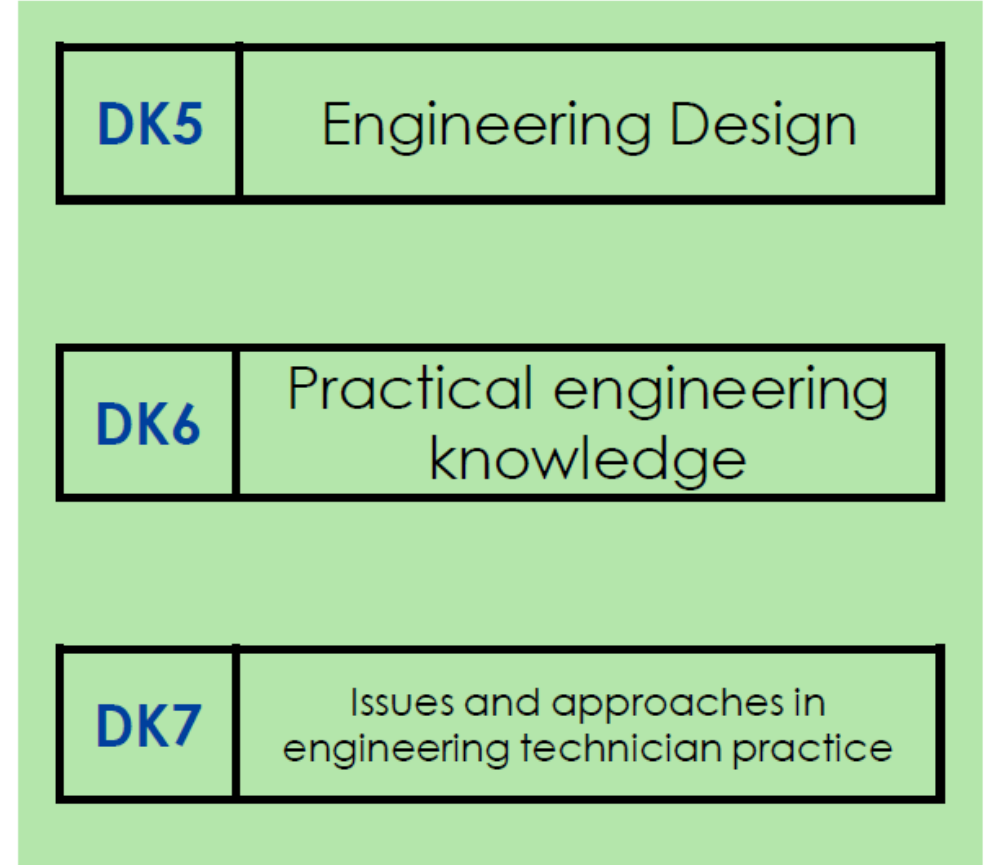 DK5 Engineering Design
DK6 Practical engineering
knowledge
DK7 Issues and approaches in
engineering technician practice